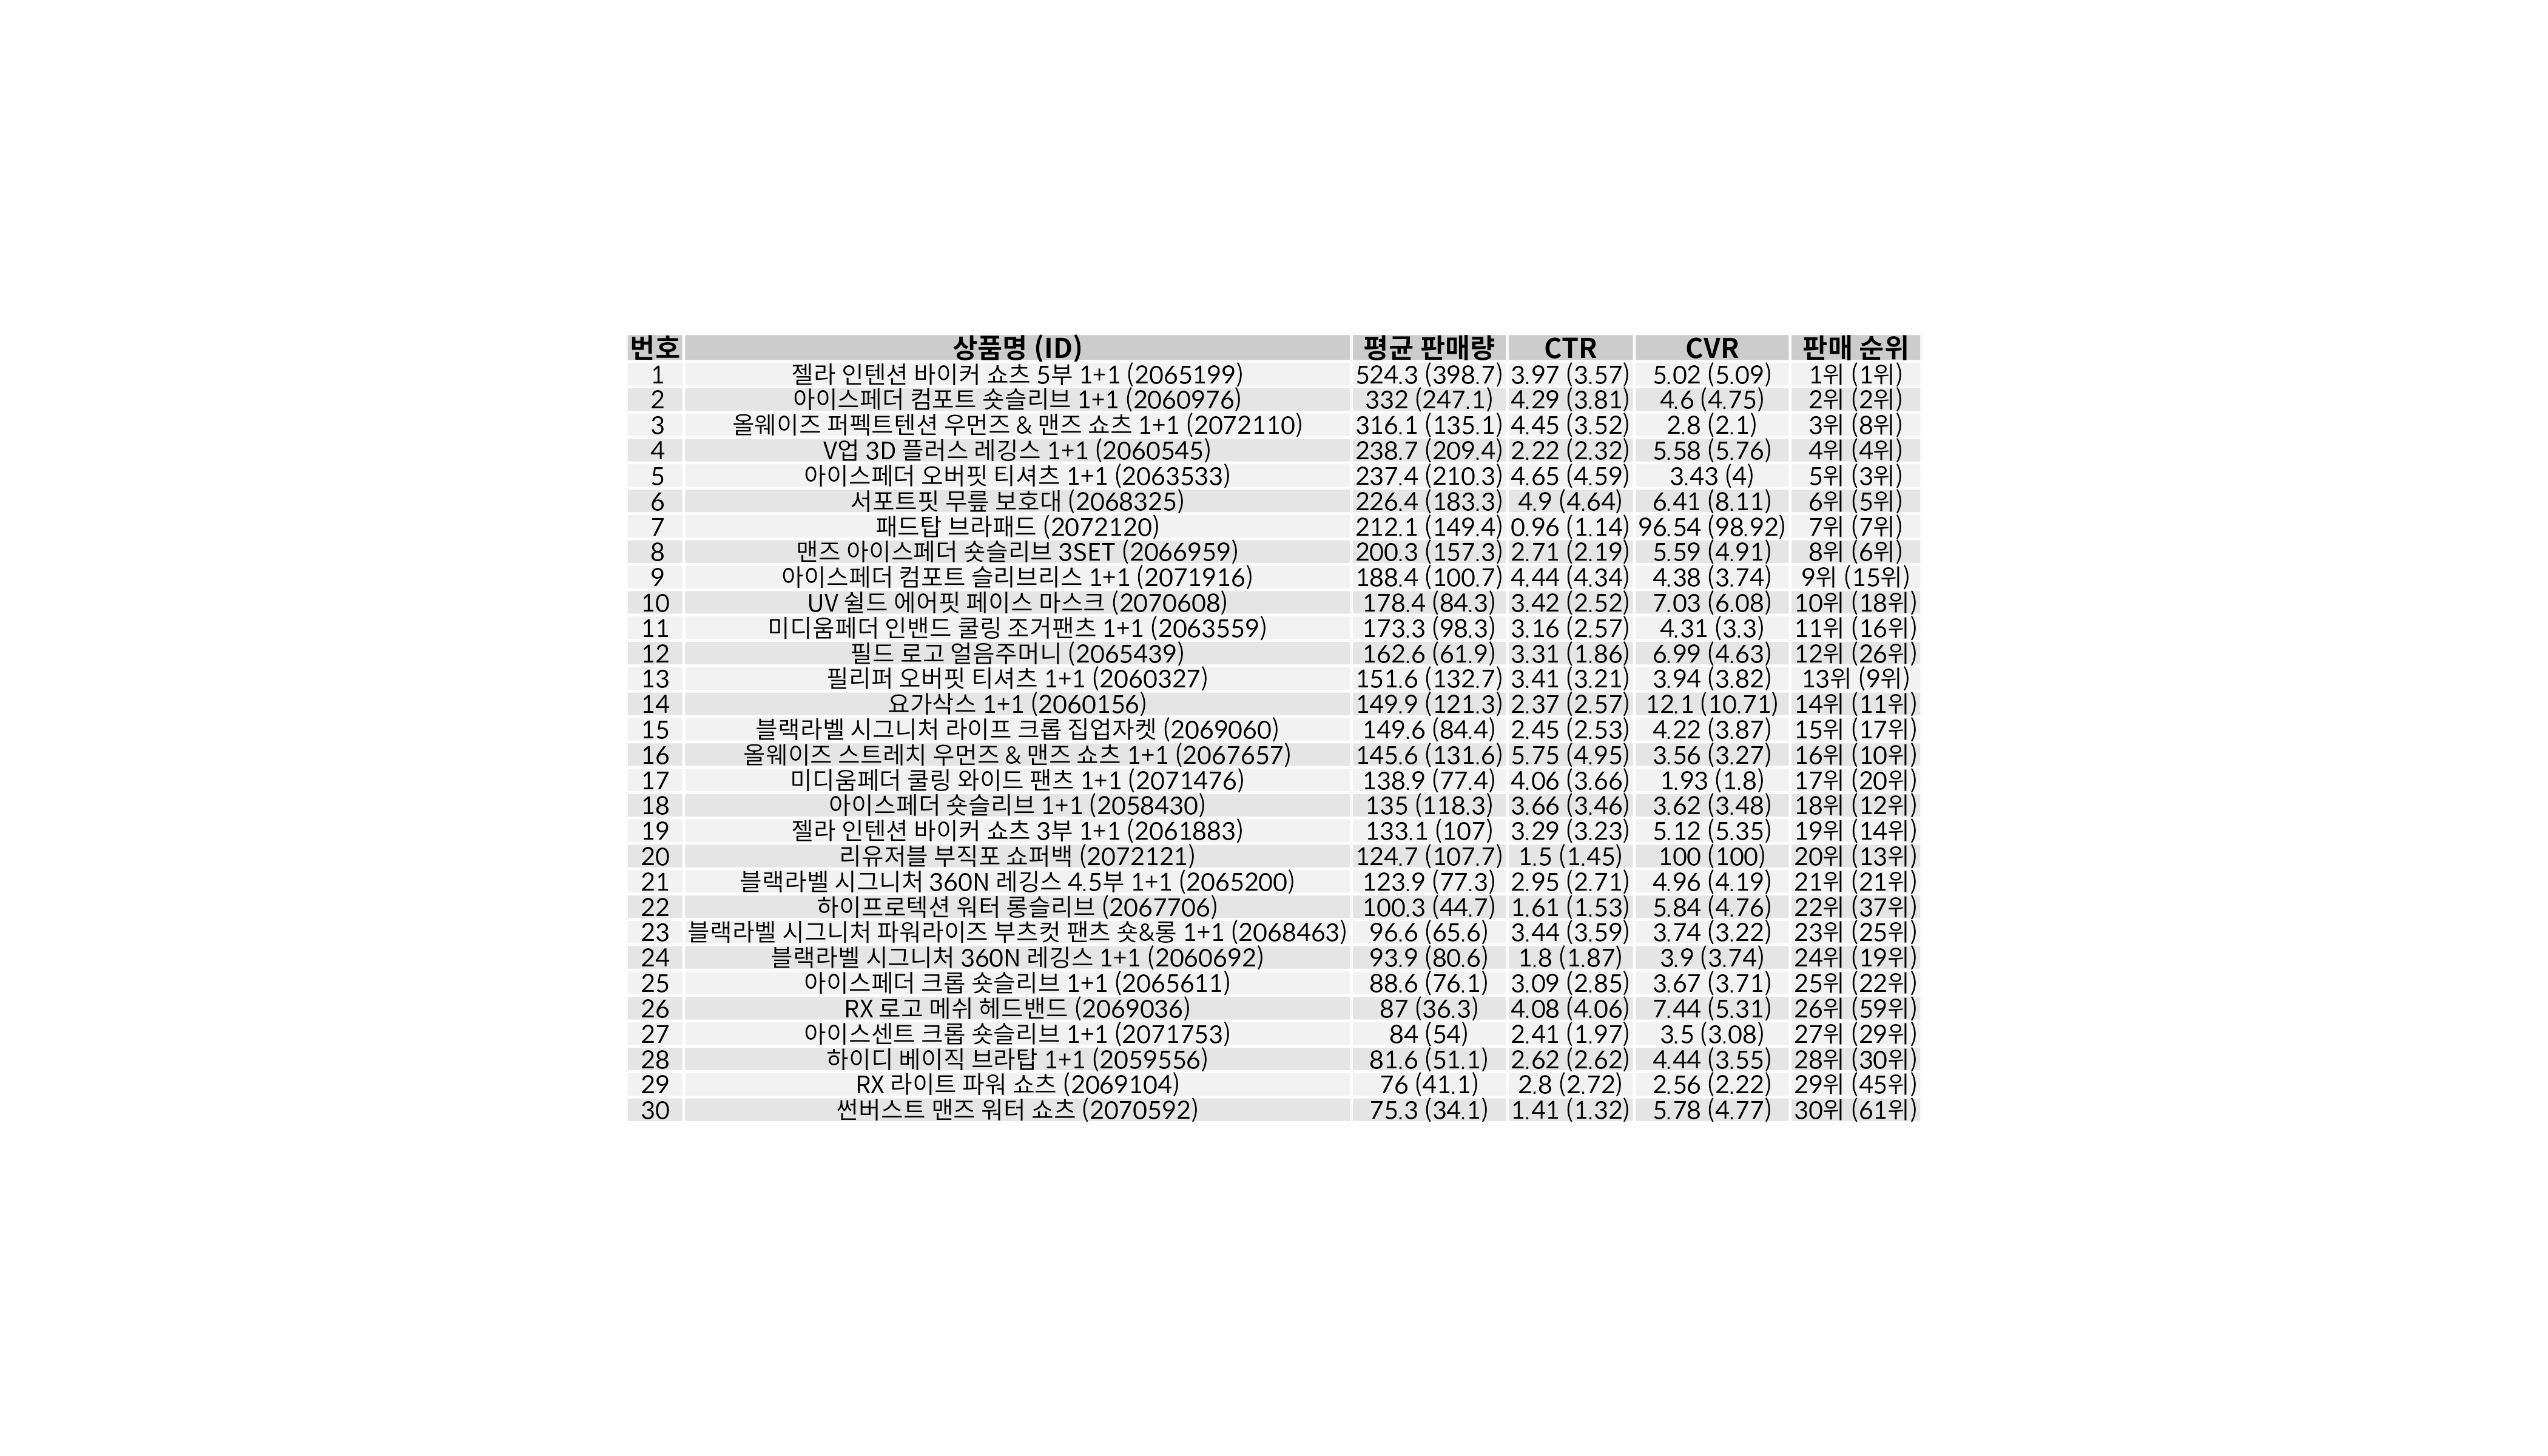 번호 상품명 (ID) 평균 판매량 CTR CVR 판매 순위
1 젤라 인텐션 바이커 쇼츠 5부 1+1 (2065199) 524.3 (398.7) 3.97 (3.57) 5.02 (5.09) 1위 (1위)
2 아이스페더 컴포트 숏슬리브 1+1 (2060976) 332 (247.1) 4.29 (3.81) 4.6 (4.75) 2위 (2위)
3 올웨이즈 퍼펙트텐션 우먼즈 & 맨즈 쇼츠 1+1 (2072110) 316.1 (135.1) 4.45 (3.52) 2.8 (2.1) 3위 (8위)
4 V업 3D 플러스 레깅스 1+1 (2060545) 238.7 (209.4) 2.22 (2.32) 5.58 (5.76) 4위 (4위)
5 아이스페더 오버핏 티셔츠 1+1 (2063533) 237.4 (210.3) 4.65 (4.59) 3.43 (4) 5위 (3위)
6 서포트핏 무릎 보호대 (2068325) 226.4 (183.3) 4.9 (4.64) 6.41 (8.11) 6위 (5위)
7 패드탑 브라패드 (2072120) 212.1 (149.4) 0.96 (1.14) 96.54 (98.92) 7위 (7위)
8 맨즈 아이스페더 숏슬리브 3SET (2066959) 200.3 (157.3) 2.71 (2.19) 5.59 (4.91) 8위 (6위)
9 아이스페더 컴포트 슬리브리스 1+1 (2071916) 188.4 (100.7) 4.44 (4.34) 4.38 (3.74) 9위 (15위)
10 UV 쉴드 에어핏 페이스 마스크 (2070608) 178.4 (84.3) 3.42 (2.52) 7.03 (6.08) 10위 (18위)
11 미디움페더 인밴드 쿨링 조거팬츠 1+1 (2063559) 173.3 (98.3) 3.16 (2.57) 4.31 (3.3) 11위 (16위)
12 필드 로고 얼음주머니 (2065439) 162.6 (61.9) 3.31 (1.86) 6.99 (4.63) 12위 (26위)
13 필리퍼 오버핏 티셔츠 1+1 (2060327) 151.6 (132.7) 3.41 (3.21) 3.94 (3.82) 13위 (9위)
14 요가삭스 1+1 (2060156) 149.9 (121.3) 2.37 (2.57) 12.1 (10.71) 14위 (11위)
15 블랙라벨 시그니처 라이프 크롭 집업자켓 (2069060) 149.6 (84.4) 2.45 (2.53) 4.22 (3.87) 15위 (17위)
16 올웨이즈 스트레치 우먼즈 & 맨즈 쇼츠 1+1 (2067657) 145.6 (131.6) 5.75 (4.95) 3.56 (3.27) 16위 (10위)
17 미디움페더 쿨링 와이드 팬츠 1+1 (2071476) 138.9 (77.4) 4.06 (3.66) 1.93 (1.8) 17위 (20위)
18 아이스페더 숏슬리브 1+1 (2058430) 135 (118.3) 3.66 (3.46) 3.62 (3.48) 18위 (12위)
19 젤라 인텐션 바이커 쇼츠 3부 1+1 (2061883) 133.1 (107) 3.29 (3.23) 5.12 (5.35) 19위 (14위)
20 리유저블 부직포 쇼퍼백 (2072121) 124.7 (107.7) 1.5 (1.45) 100 (100) 20위 (13위)
21 블랙라벨 시그니처 360N 레깅스 4.5부 1+1 (2065200) 123.9 (77.3) 2.95 (2.71) 4.96 (4.19) 21위 (21위)
22 하이프로텍션 워터 롱슬리브 (2067706) 100.3 (44.7) 1.61 (1.53) 5.84 (4.76) 22위 (37위)
23 블랙라벨 시그니처 파워라이즈 부츠컷 팬츠 숏&롱 1+1 (2068463) 96.6 (65.6) 3.44 (3.59) 3.74 (3.22) 23위 (25위)
24 블랙라벨 시그니처 360N 레깅스 1+1 (2060692) 93.9 (80.6) 1.8 (1.87) 3.9 (3.74) 24위 (19위)
25 아이스페더 크롭 숏슬리브 1+1 (2065611) 88.6 (76.1) 3.09 (2.85) 3.67 (3.71) 25위 (22위)
26 RX 로고 메쉬 헤드밴드 (2069036) 87 (36.3) 4.08 (4.06) 7.44 (5.31) 26위 (59위)
27 아이스센트 크롭 숏슬리브 1+1 (2071753) 84 (54) 2.41 (1.97) 3.5 (3.08) 27위 (29위)
28 하이디 베이직 브라탑 1+1 (2059556) 81.6 (51.1) 2.62 (2.62) 4.44 (3.55) 28위 (30위)
29 RX 라이트 파워 쇼츠 (2069104) 76 (41.1) 2.8 (2.72) 2.56 (2.22) 29위 (45위)
30 썬버스트 맨즈 워터 쇼츠 (2070592) 75.3 (34.1) 1.41 (1.32) 5.78 (4.77) 30위 (61위)